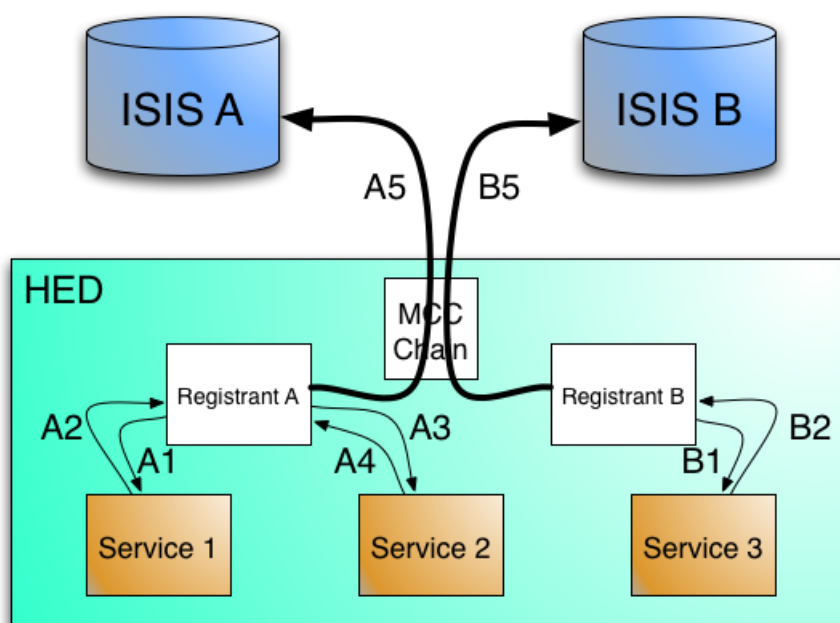 ISIS A
ISIS B
A5
B5
HED
MCC
Chain
Registrant A
Registrant B
A2
A1
A3
A4
B1
B2
Service 1
Service 2
Service 3